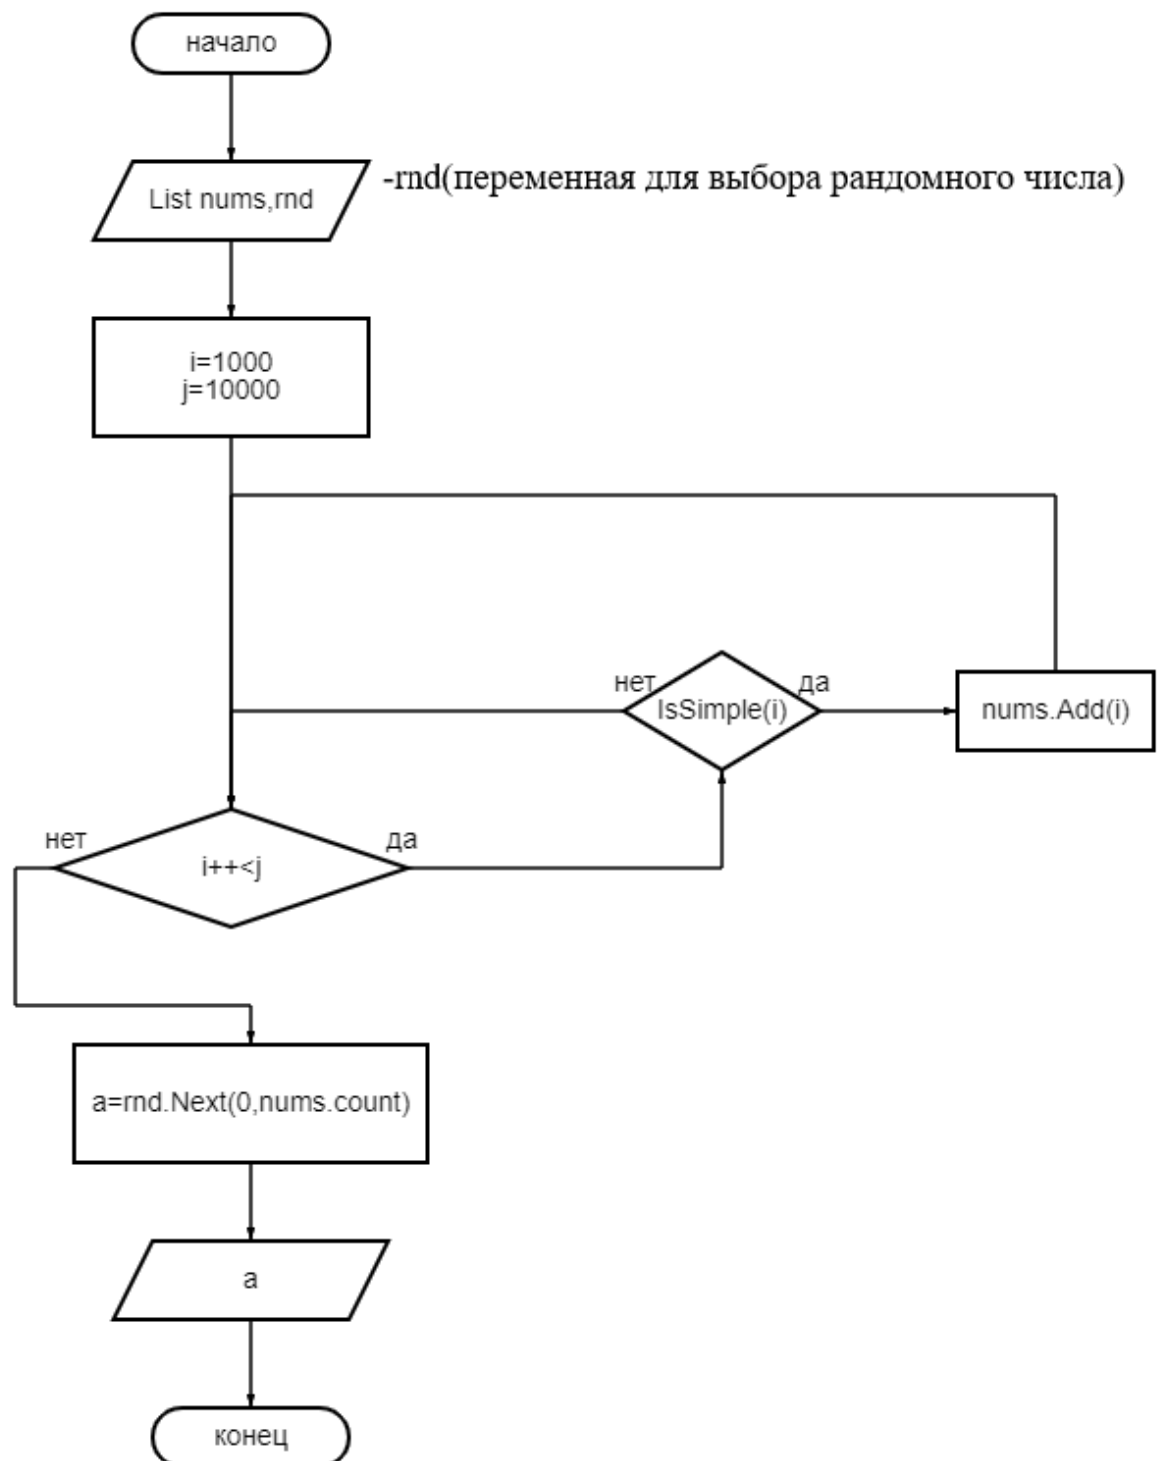 начало
List nums,rnd
-rnd(переменная для выбора рандомного числа)
i=1000
j=10000
нет
IsSimple(i)
да
nums.Add(i)
нет
i++<j
да
a=rnd.Next(0,nums.count)
a
конец